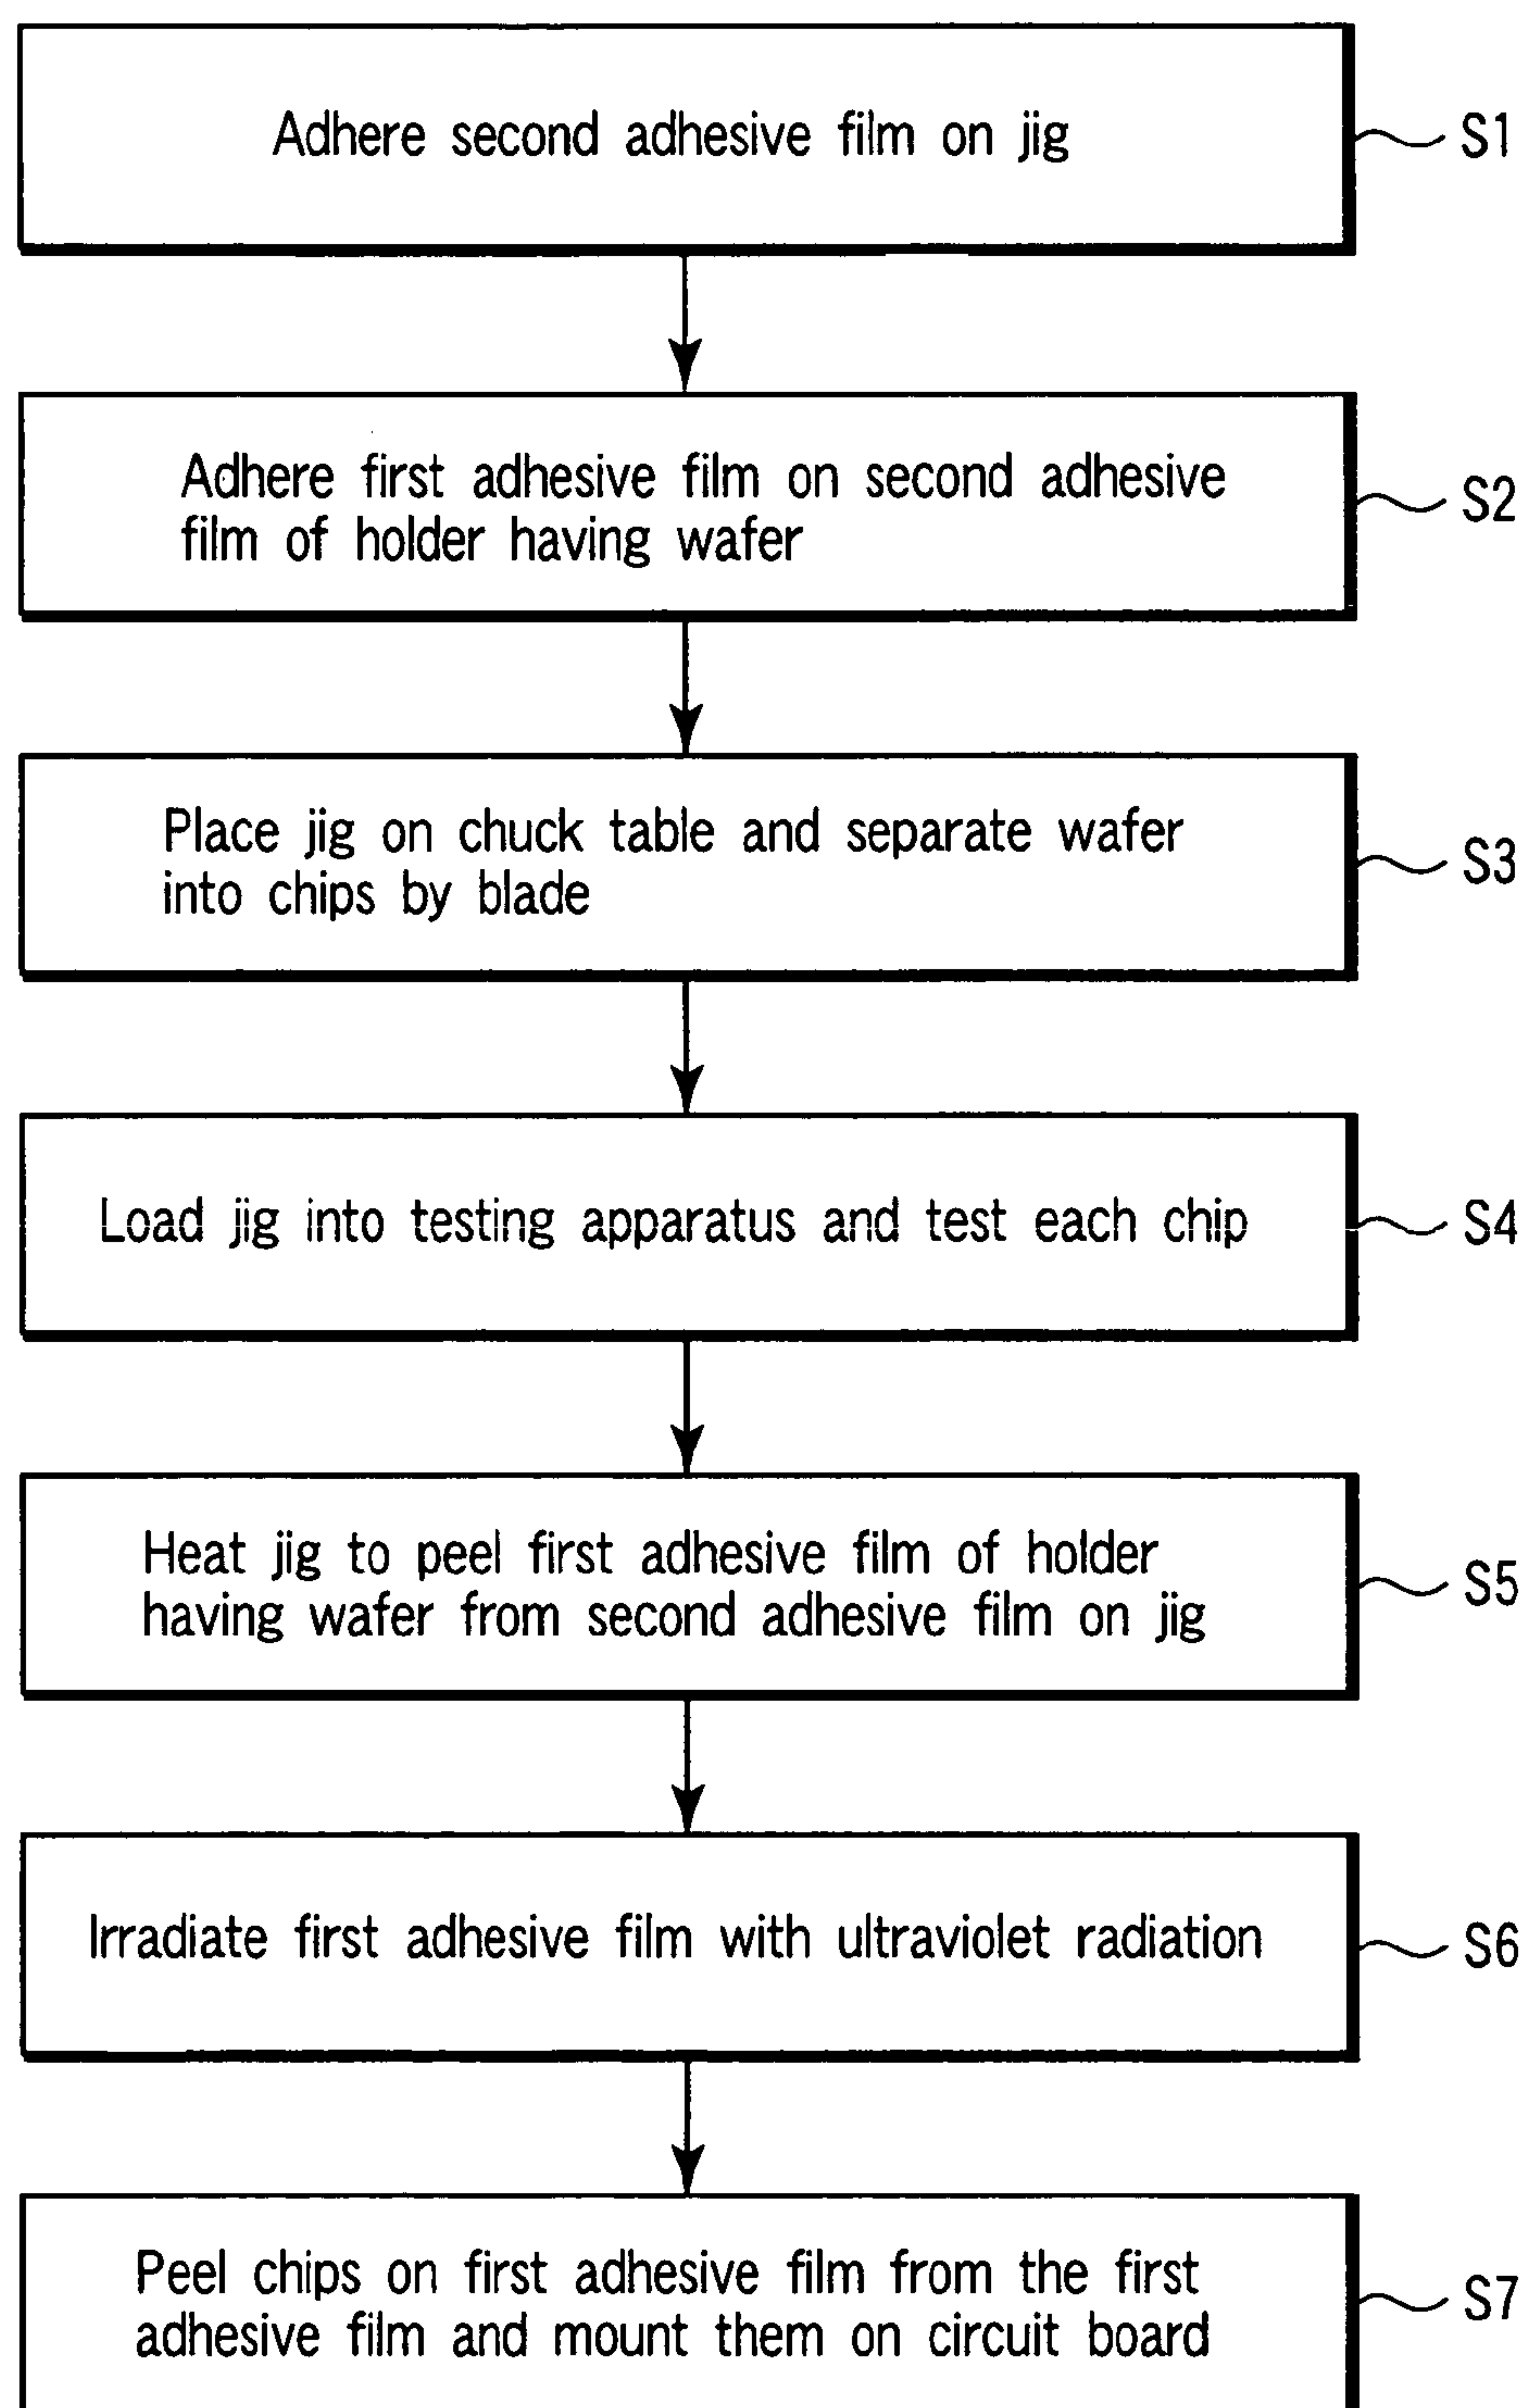 Adhere second adhesive film on jig
S1
Adhere first adhesive film on second adhesive
film of holder having wafer
S2
Place jig on chuck table and separate wafer
into chips by blade
S3
Load jig into testing apparatus and test each chip
S4
Heat jig to peel first adhesive film of holder
having wafer from second adhesive film on jig
S5
Irradiate first adhesive film with ultraviolet radiation
S6
Peel chips on first adhesive film from the first
adhesive film and mount them on circuit board
S7